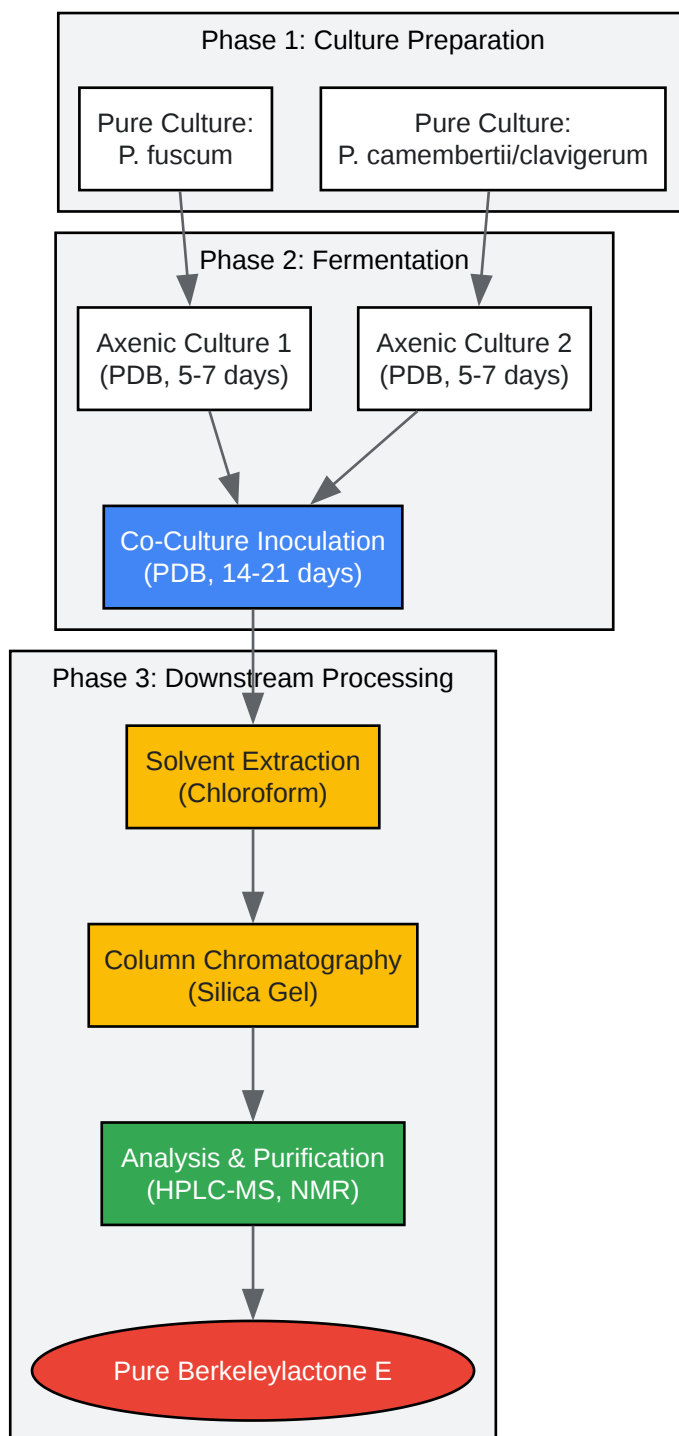 Phase 1: Culture Preparation
Pure Culture:
P. fuscum
Pure Culture:
P. camembertii/clavigerum
Phase 2: Fermentation
Axenic Culture 1
(PDB, 5-7 days)
Axenic Culture 2
(PDB, 5-7 days)
Co-Culture Inoculation
(PDB, 14-21 days)
Phase 3: Downstream Processing
Solvent Extraction
(Chloroform)
Column Chromatography
(Silica Gel)
Analysis & Purification
(HPLC-MS, NMR)
Pure Berkeleylactone E